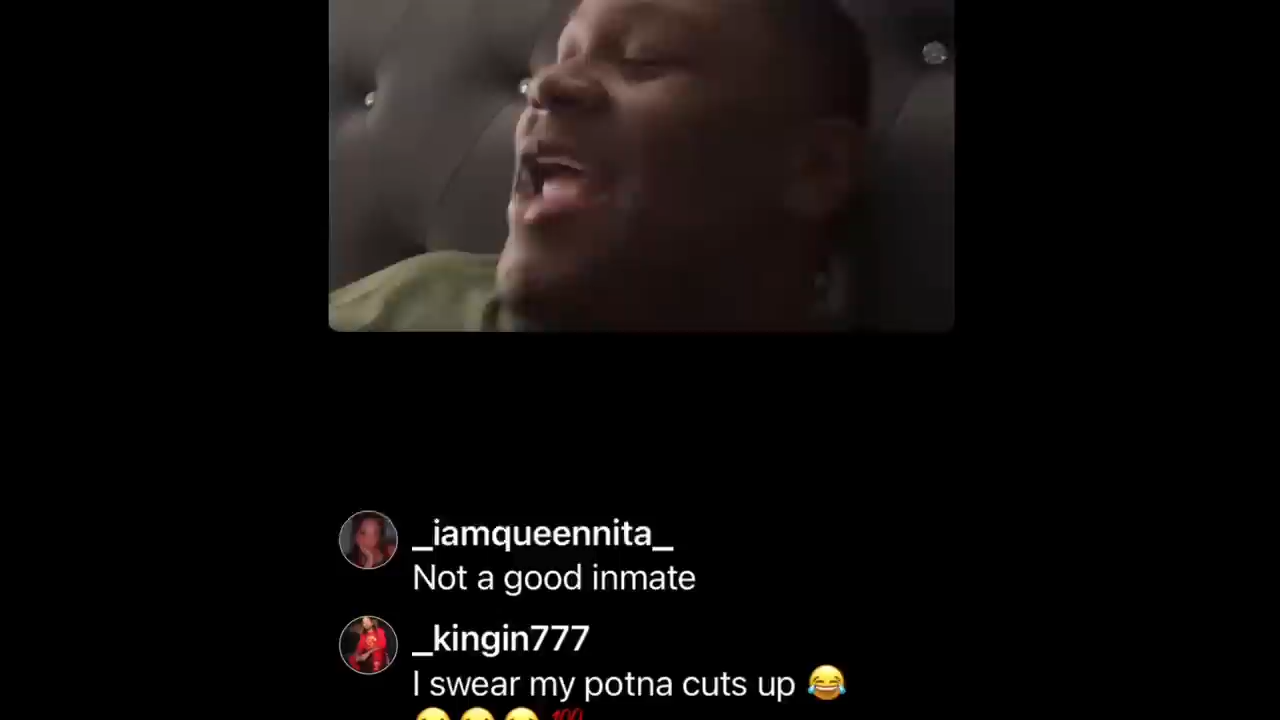 _iamqueennita_
Not a good inmate
_kingin777
I swear my potna cuts up 😂
😂😂😂💯